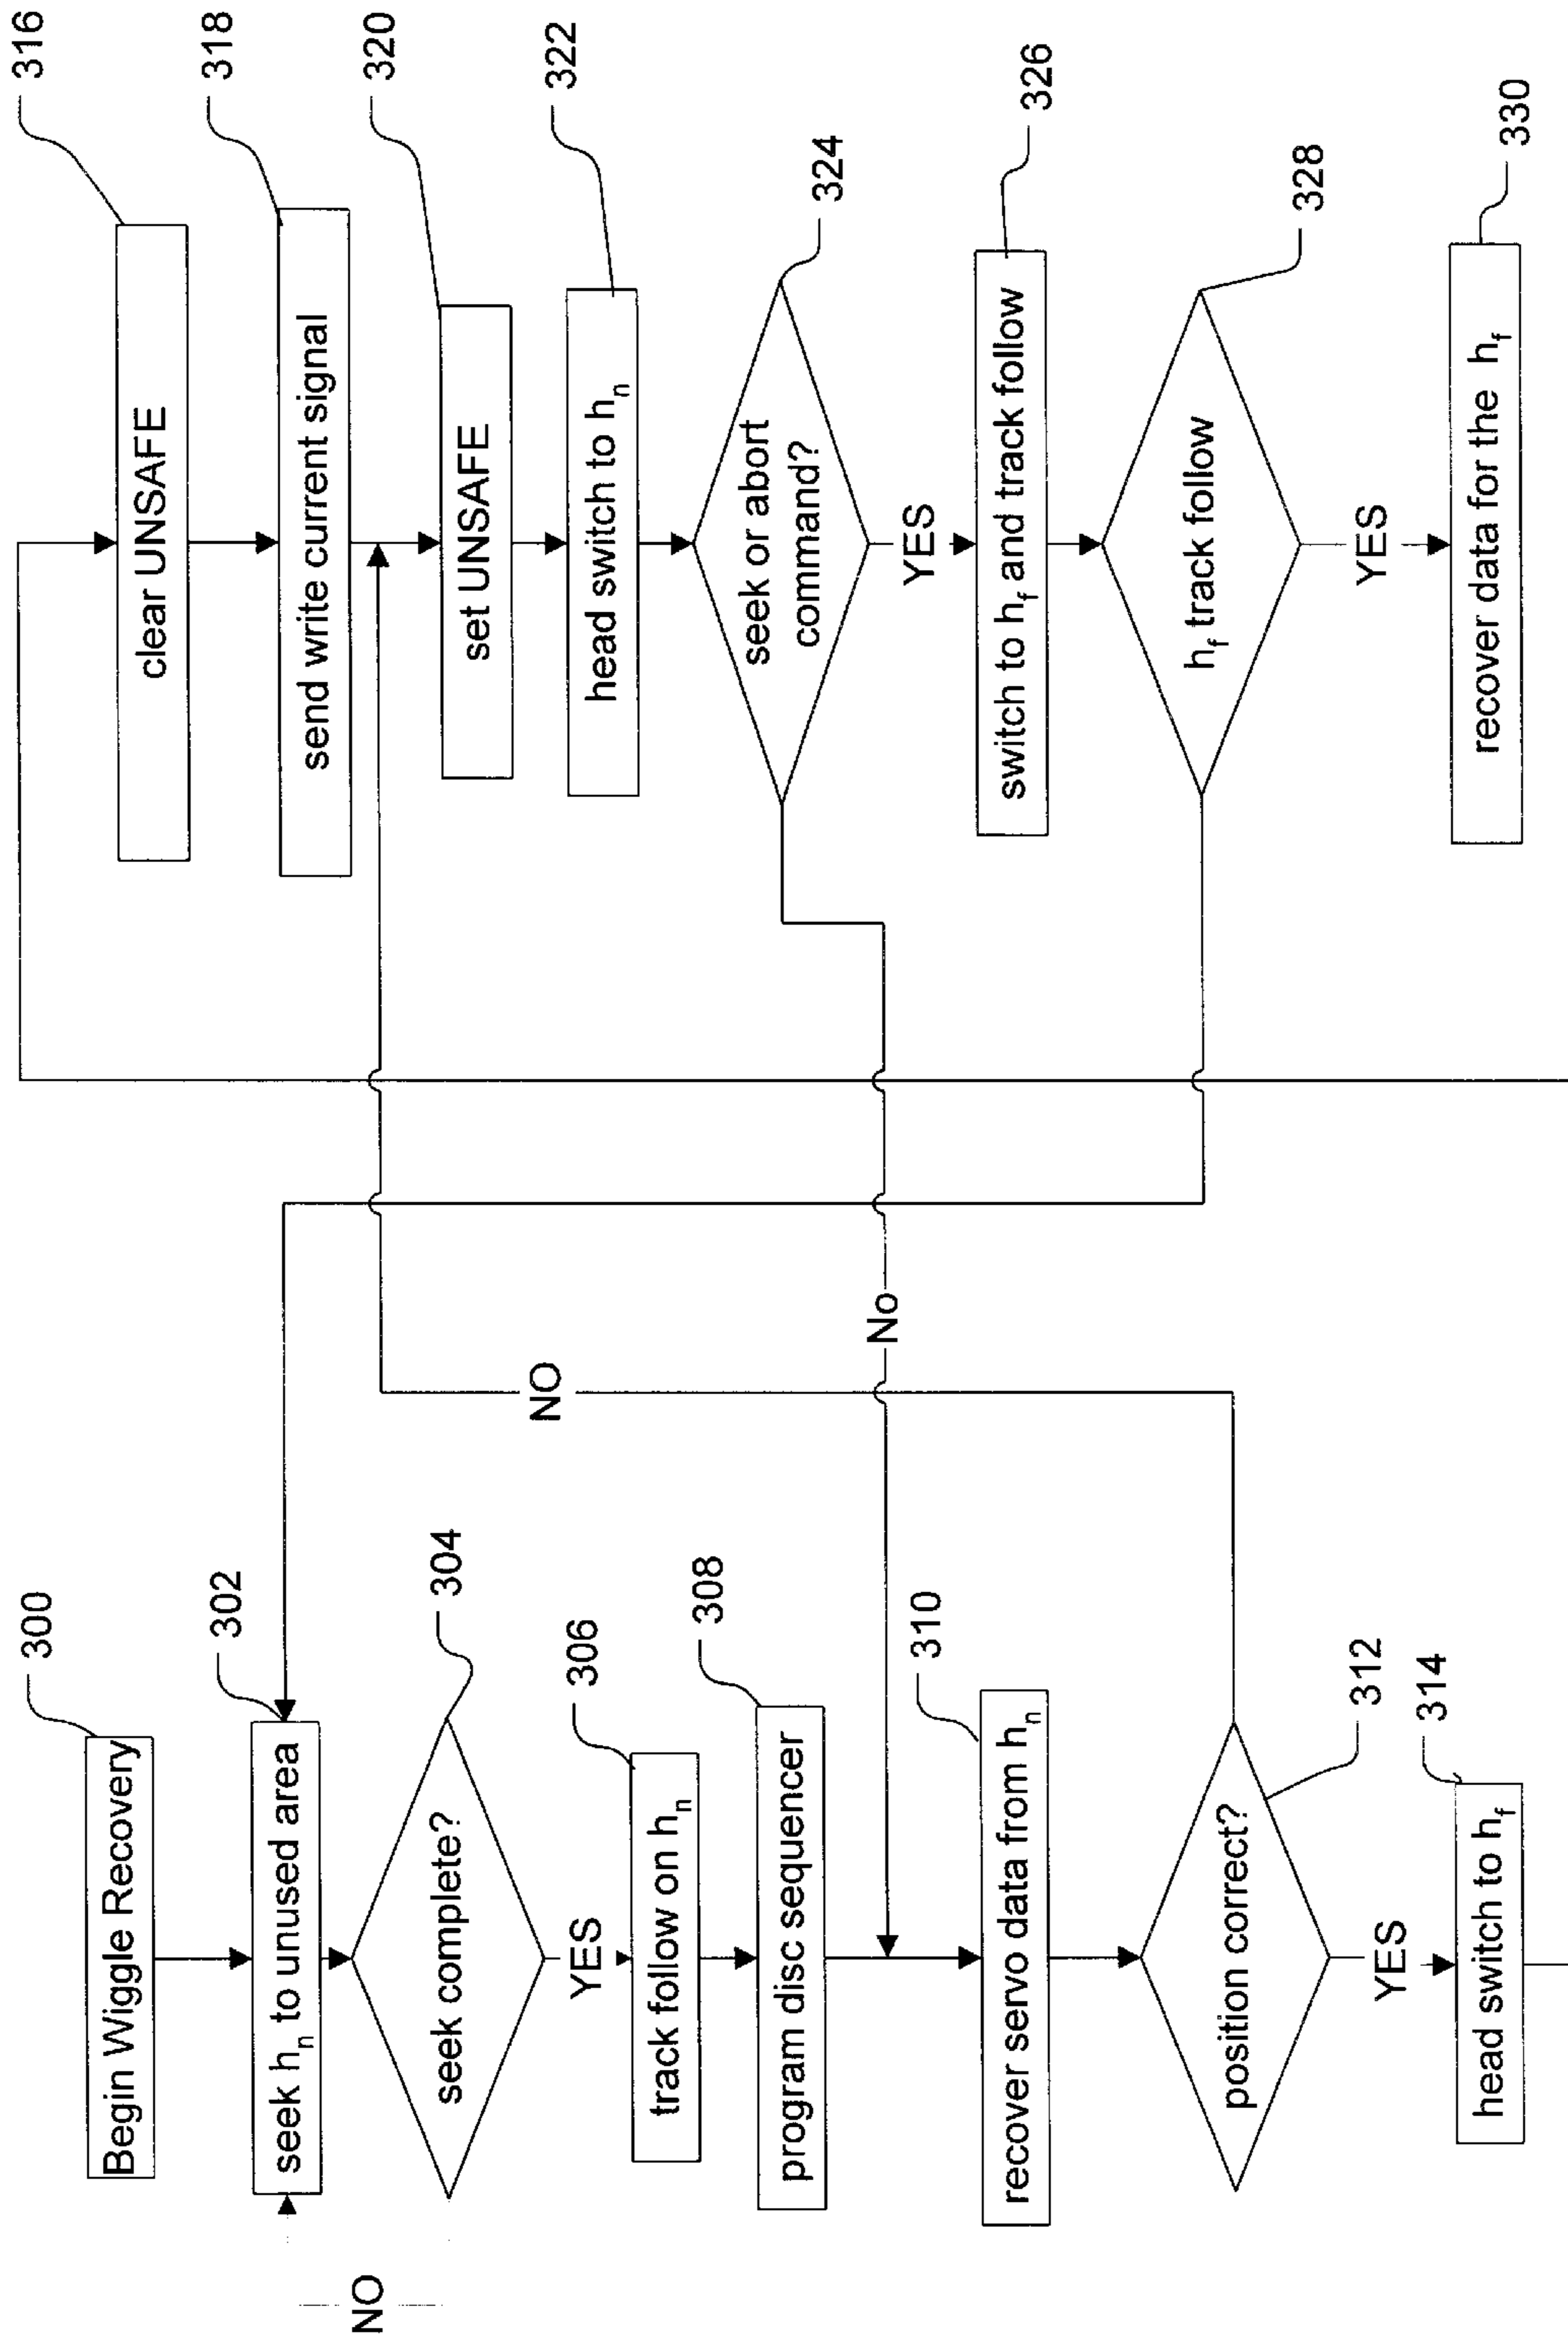 Begin Wiggle Recovery
300
seek hn to unused area
302
seek complete?
304
NO
YES
track follow on hn
306
program disc sequencer
308
recover servo data from hn
310
position correct?
312
NO
YES
head switch to hf
314
clear UNSAFE
316
send write current signal
318
set UNSAFE
320
head switch to hn
322
seek or abort
command?
324
No
YES
switch to hf and track follow
326
hf track follow
328
YES
recover data for the hf
330